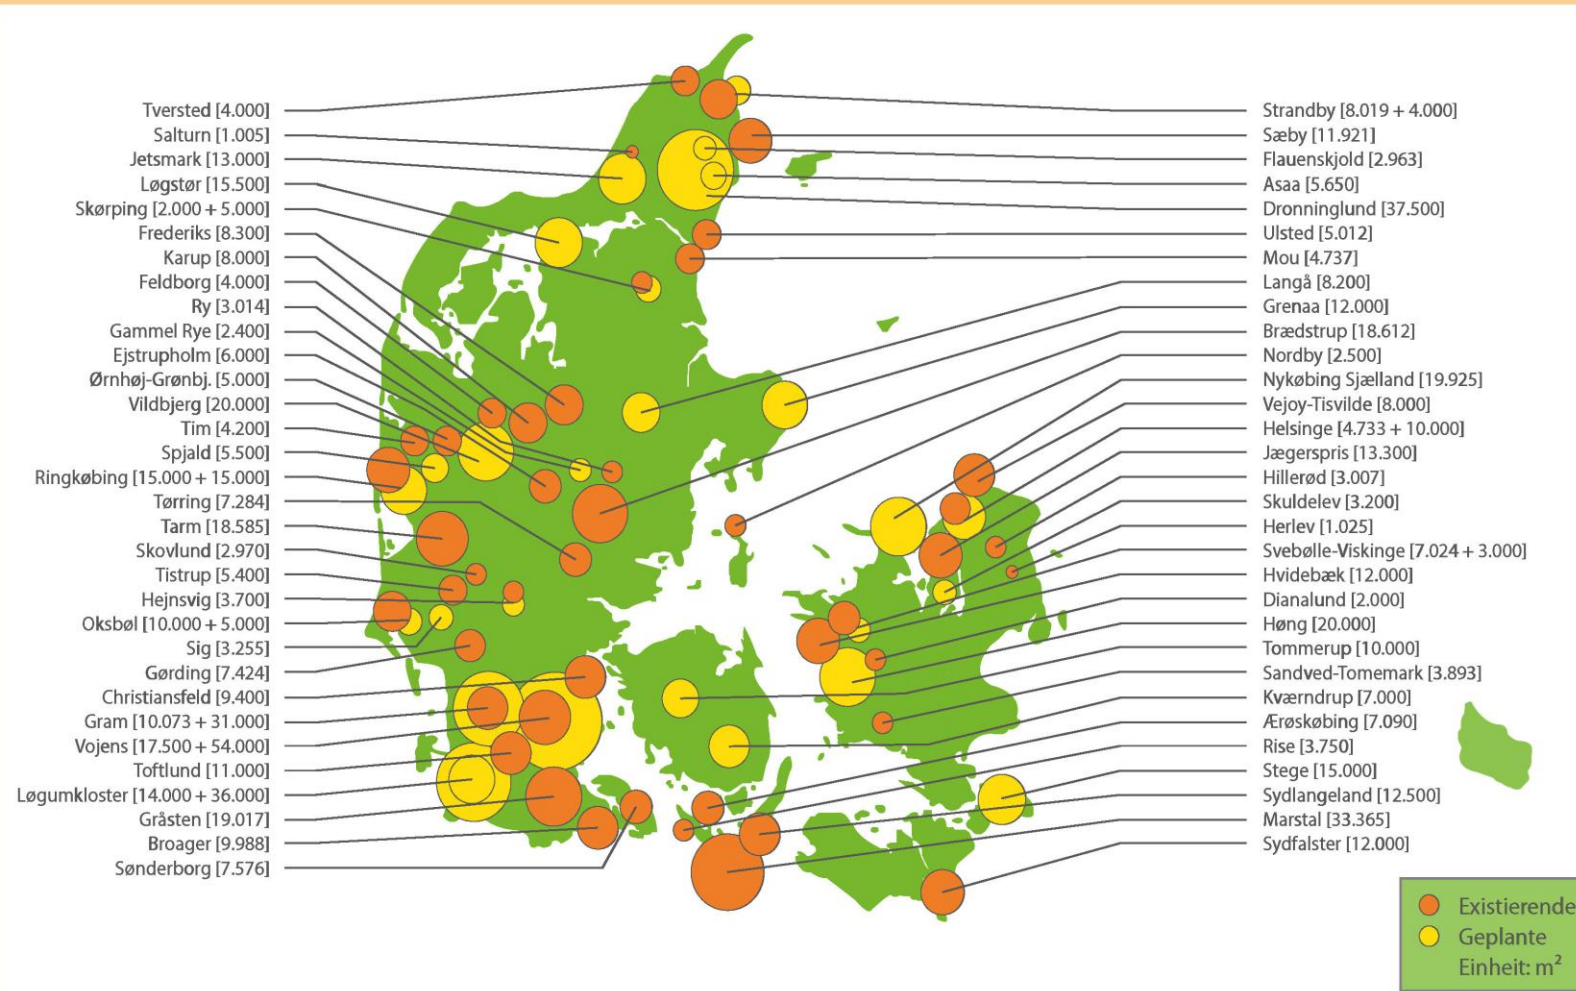 Tversted [4.000]
Salturn [1.005]
Jetsmark [13.000]
Løgstør [15.500]
Skørping [2.000 + 5.000]
Frederiks [8.300]
Karup [8.000]
Feldborg [4.000]
Ry [3.014]
Gammel Rye [2.400]
Ejstrupholm [6.000]
Ørnhøj-Grønbj. [5.000]
Vildbjerg [20.000]
Tim [4.200]
Spjald [5.500]
Ringkøbing [15.000 + 15.000]
Tørring [7.284]
Tarm [18.585]
Skovlund [2.970]
Tistrup [5.400]
Hejnsvig [3.700]
Oksbøl [10.000 + 5.000]
Sig [3.255]
Gørding [7.424]
Christiansfeld [9.400]
Gram [10.073 + 31.000]
Vojens [17.500 + 54.000]
Toftlund [11.000]
Løgumkloster [14.000 + 36.000]
Gråsten [19.017]
Broager [9.988]
Sønderborg [7.576]
Strandby [8.019 + 4.000]
Sæby [11.921]
Flauenskjold [2.963]
Asaa [5.650]
Dronninglund [37.500]
Ulsted [5.012]
Mou [4.737]
Langå [8.200]
Grenaa [12.000]
Brædstrup [18.612]
Nordby [2.500]
Nykøbing Sjælland [19.925]
Vejoy-Tisvilde [8.000]
Helsinge [4.733 + 10.000]
Jægerspris [13.300]
Hillerød [3.007]
Skuldelev [3.200]
Herlev [1.025]
Svebølle-Viskinge [7.024 + 3.000]
Hvidebæk [12.000]
Dianalund [2.000]
Høng [20.000]
Tommerup [10.000]
Sandved-Tomemark [3.893]
Kværndrup [7.000]
Ærøskøbing [7.090]
Rise [3.750]
Stege [15.000]
Sydlangeland [12.500]
Marstal [33.365]
Sydfalster [12.000]
Existierende
Geplante
Einheit: m²